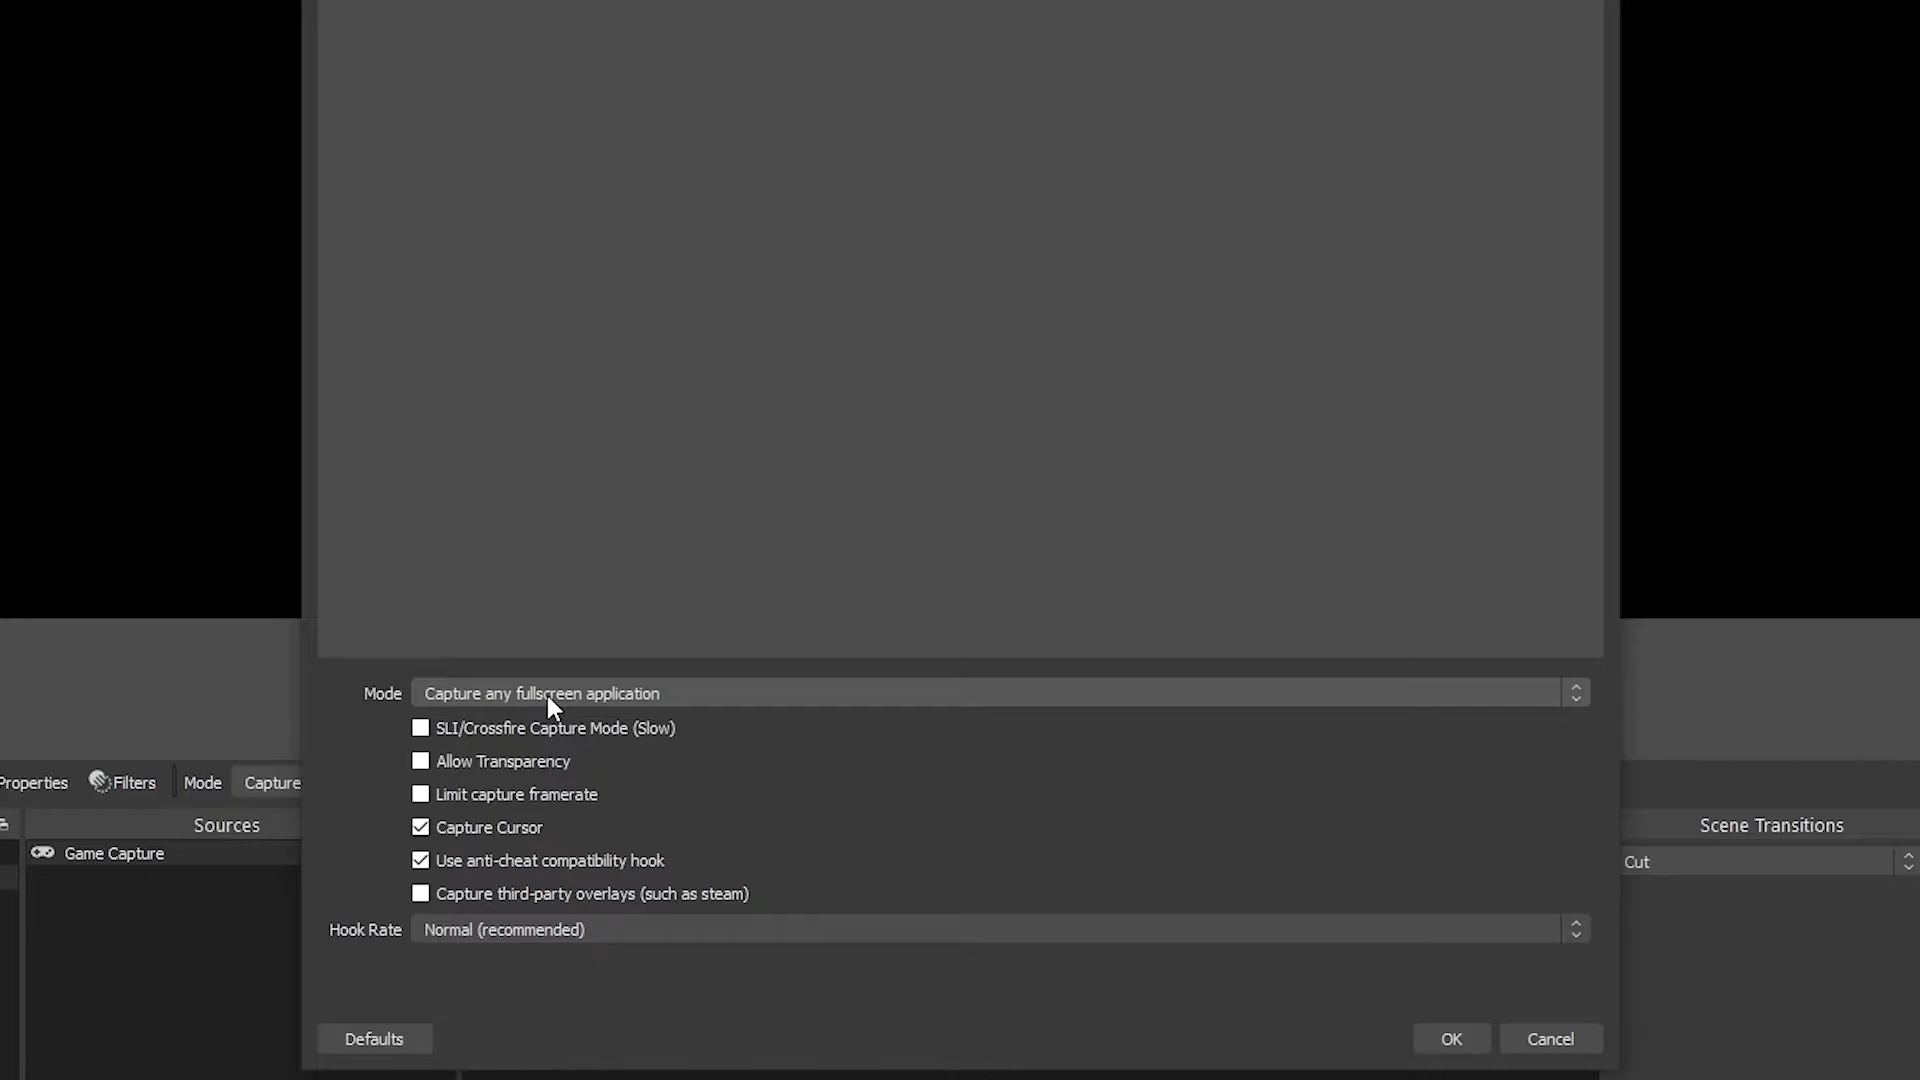 Mode Capture any fullscreen application
SLI/Crossfire Capture Mode (Slow)
Allow Transparency
Limit capture framerate
Capture Cursor
Use anti-cheat compatibility hook
Capture third-party overlays (such as steam)
Hook Rate Normal (recommended)
Defaults
OK
Cancel
Properties
Filters
Mode
Capture
Sources
Game Capture
Scene Transitions
Cut